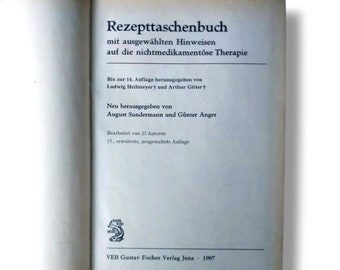 Rezepttaschenbuch
mit ausgewählten Hinweisen
auf die nichtmedikamentöse Therapie
Bis zur 14. Auflage herausgegeben von
Ludwig Heilmeyer† und Arthur Gitter†
Neu herausgegeben von
August Sundermann und Günter Anger
Bearbeitet von 27 Autoren
17., erweiterte, neugestaltete Auflage
VEB Gustav Fischer Verlag Jena · 1987